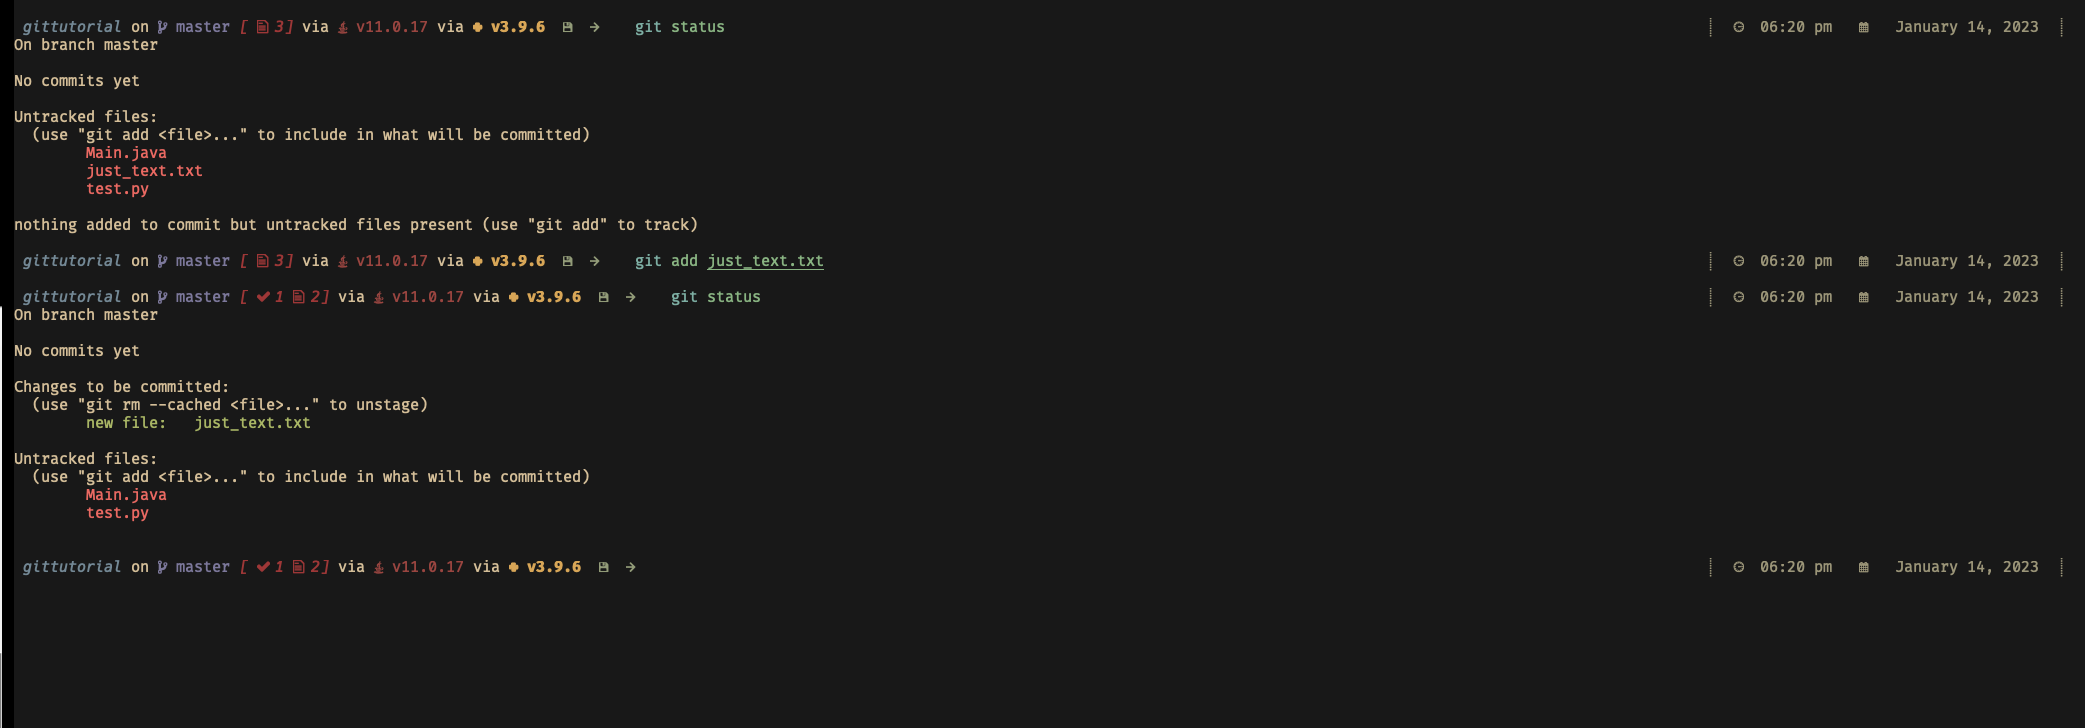 gittutorial on master [ 3] via v11.0.17 via v3.9.6 → git status 06:20 pm January 14, 2023
On branch master
No commits yet
Untracked files:
(use "git add <file>..." to include in what will be committed)
Main.java
just_text.txt
test.py
nothing added to commit but untracked files present (use "git add" to track)
gittutorial on master [ 3] via v11.0.17 via v3.9.6 → git add just_text.txt 06:20 pm January 14, 2023
gittutorial on master [ ✔1 2] via v11.0.17 via v3.9.6 → git status 06:20 pm January 14, 2023
On branch master
No commits yet
Changes to be committed:
(use "git rm --cached <file>..." to unstage)
new file: just_text.txt
Untracked files:
(use "git add <file>..." to include in what will be committed)
Main.java
test.py
gittutorial on master [ ✔1 2] via v11.0.17 via v3.9.6 → 06:20 pm January 14, 2023